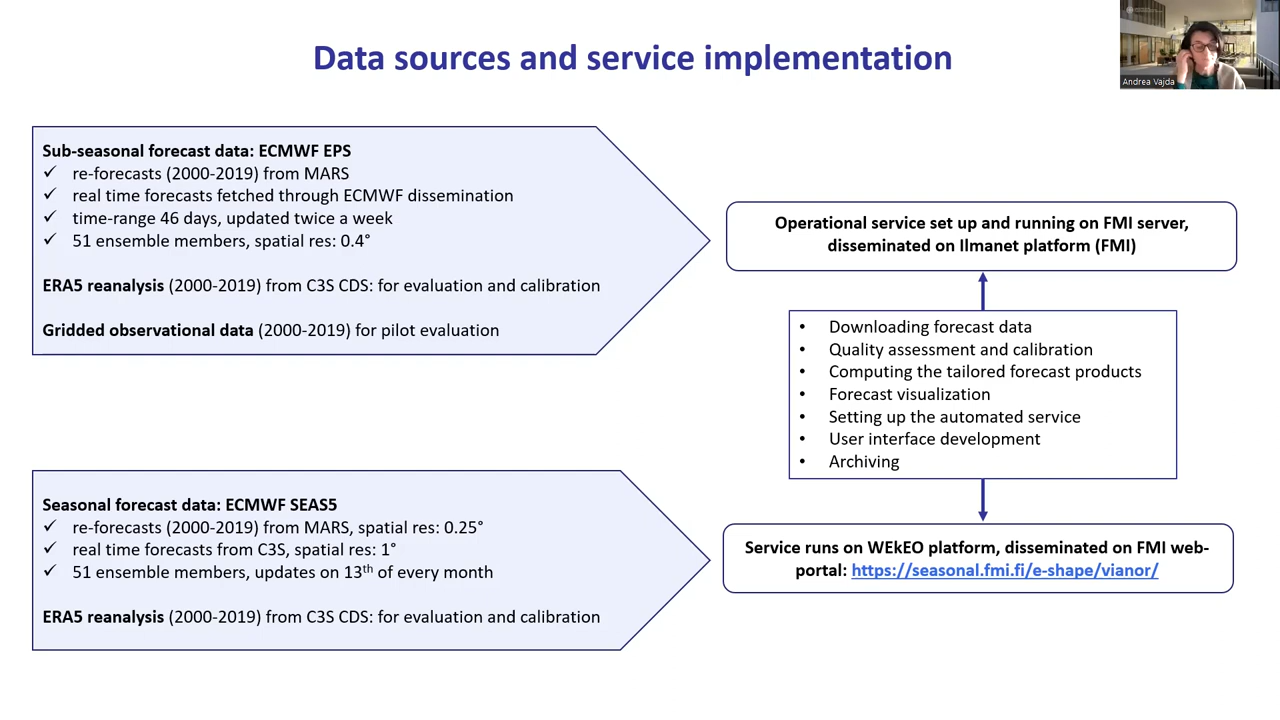 Data sources and service implementation
Andrea Vajda
Sub-seasonal forecast data: ECMWF EPS
✓ re-forecasts (2000-2019) from MARS
✓ real time forecasts fetched through ECMWF dissemination
✓ time-range 46 days, updated twice a week
✓ 51 ensemble members, spatial res: 0.4°
ERA5 reanalysis (2000-2019) from C3S CDS: for evaluation and calibration
Gridded observational data (2000-2019) for pilot evaluation
Operational service set up and running on FMI server,
disseminated on Ilmanet platform (FMI)
• Downloading forecast data
• Quality assessment and calibration
• Computing the tailored forecast products
• Forecast visualization
• Setting up the automated service
• User interface development
• Archiving
Seasonal forecast data: ECMWF SEAS5
✓ re-forecasts (2000-2019) from MARS, spatial res: 0.25°
✓ real time forecasts from C3S, spatial res: 1°
✓ 51 ensemble members, updates on 13th of every month
ERA5 reanalysis (2000-2019) from C3S CDS: for evaluation and calibration
Service runs on WEkEO platform, disseminated on FMI web-
portal: https://seasonal.fmi.fi/e-shape/vianor/